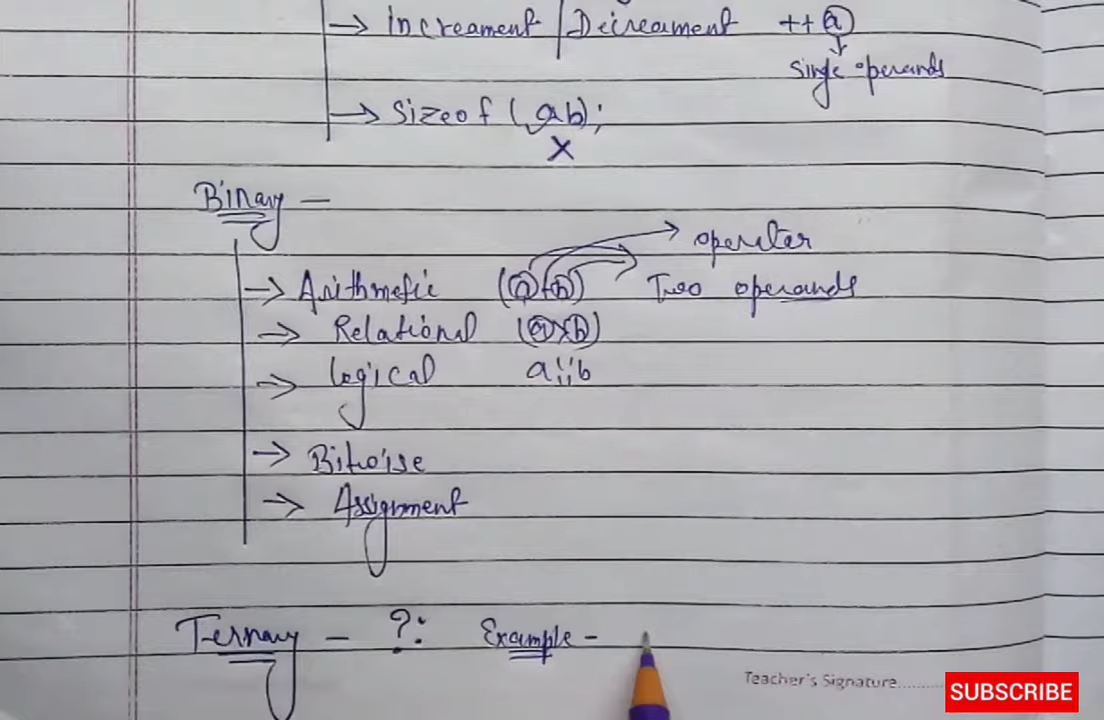 → Increament / Decreament ++a
Single operands
→ Sizeof (ab);
X
Binary -
operater
→ Arithmetic (a+b) Two operands
→ Relational (a>b)
→ logical a||b
→ Bitwise
→ Assignment
Ternary - ?: Example -
Teacher's Signature..........
SUBSCRIBE